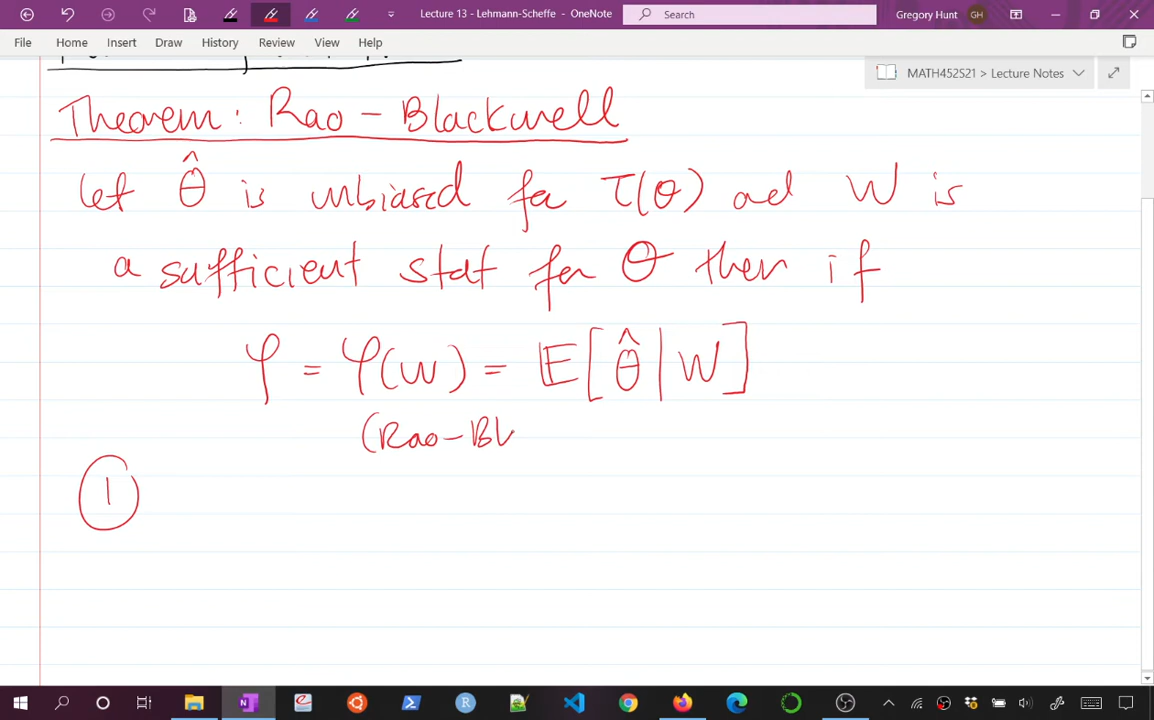 Lecture 13 - Lehmann-Scheffe - OneNote
Search
Gregory Hunt
GH
File Home Insert Draw History Review View Help
MATH452S21 > Lecture Notes
Theorem: Rao-Blackwell
Let θ̂ is unbiased for τ(θ) and W is
a sufficient stat for θ then if
φ = φ(W) = 𝔼[θ̂|W]
(Rao-Bl
①